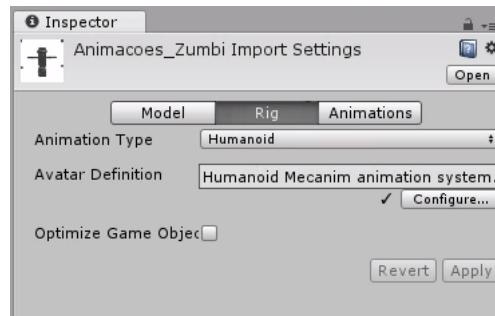 Inspector
Animacoes_Zumbi Import Settings
Open
Model Rig Animations
Animation Type Humanoid
Avatar Definition Humanoid Mecanim animation system.
✓ Configure...
Optimize Game Objec
Revert Apply